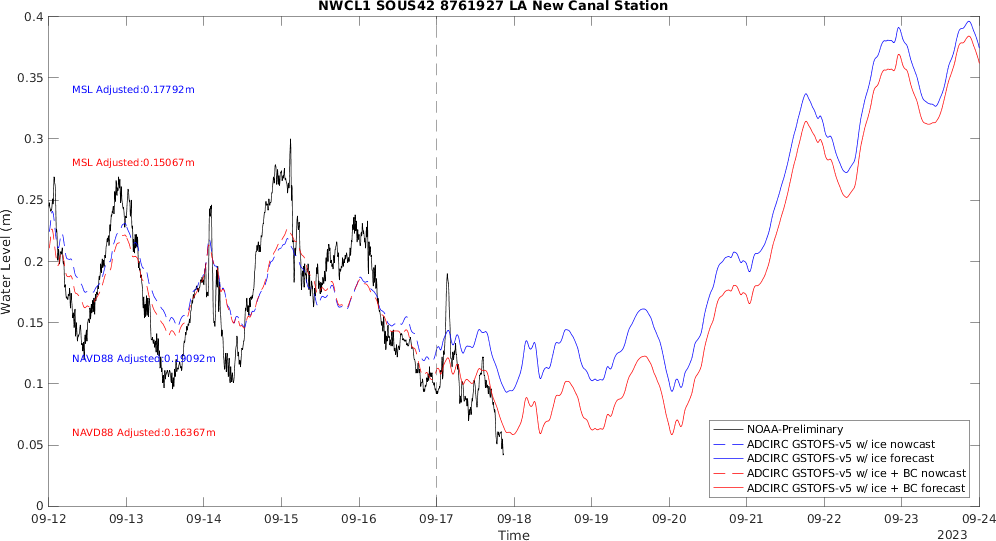 NWCL1 SOUS42 8761927 LA New Canal Station
Water Level (m)
0.4
0.35
0.3
0.25
0.2
0.15
0.1
0.05
0
MSL Adjusted:0.17792m
MSL Adjusted:0.15067m
NAVD88 Adjusted:0.19092m
NAVD88 Adjusted:0.16367m
NOAA-Preliminary
ADCIRC GSTOFS-v5 w/ ice nowcast
ADCIRC GSTOFS-v5 w/ ice forecast
ADCIRC GSTOFS-v5 w/ ice + BC nowcast
ADCIRC GSTOFS-v5 w/ ice + BC forecast
09-12 09-13 09-14 09-15 09-16 09-17 09-18 09-19 09-20 09-21 09-22 09-23 09-24
Time
2023